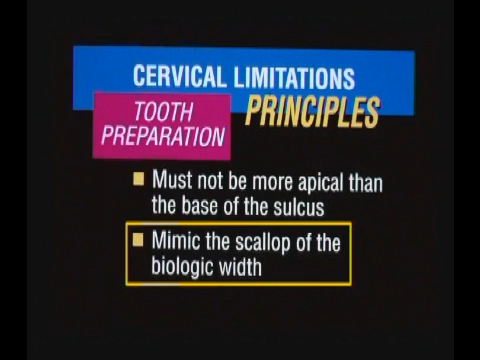 CERVICAL LIMITATIONS
TOOTH PREPARATION
PRINCIPLES
Must not be more apical than
the base of the sulcus
Mimic the scallop of the
biologic width